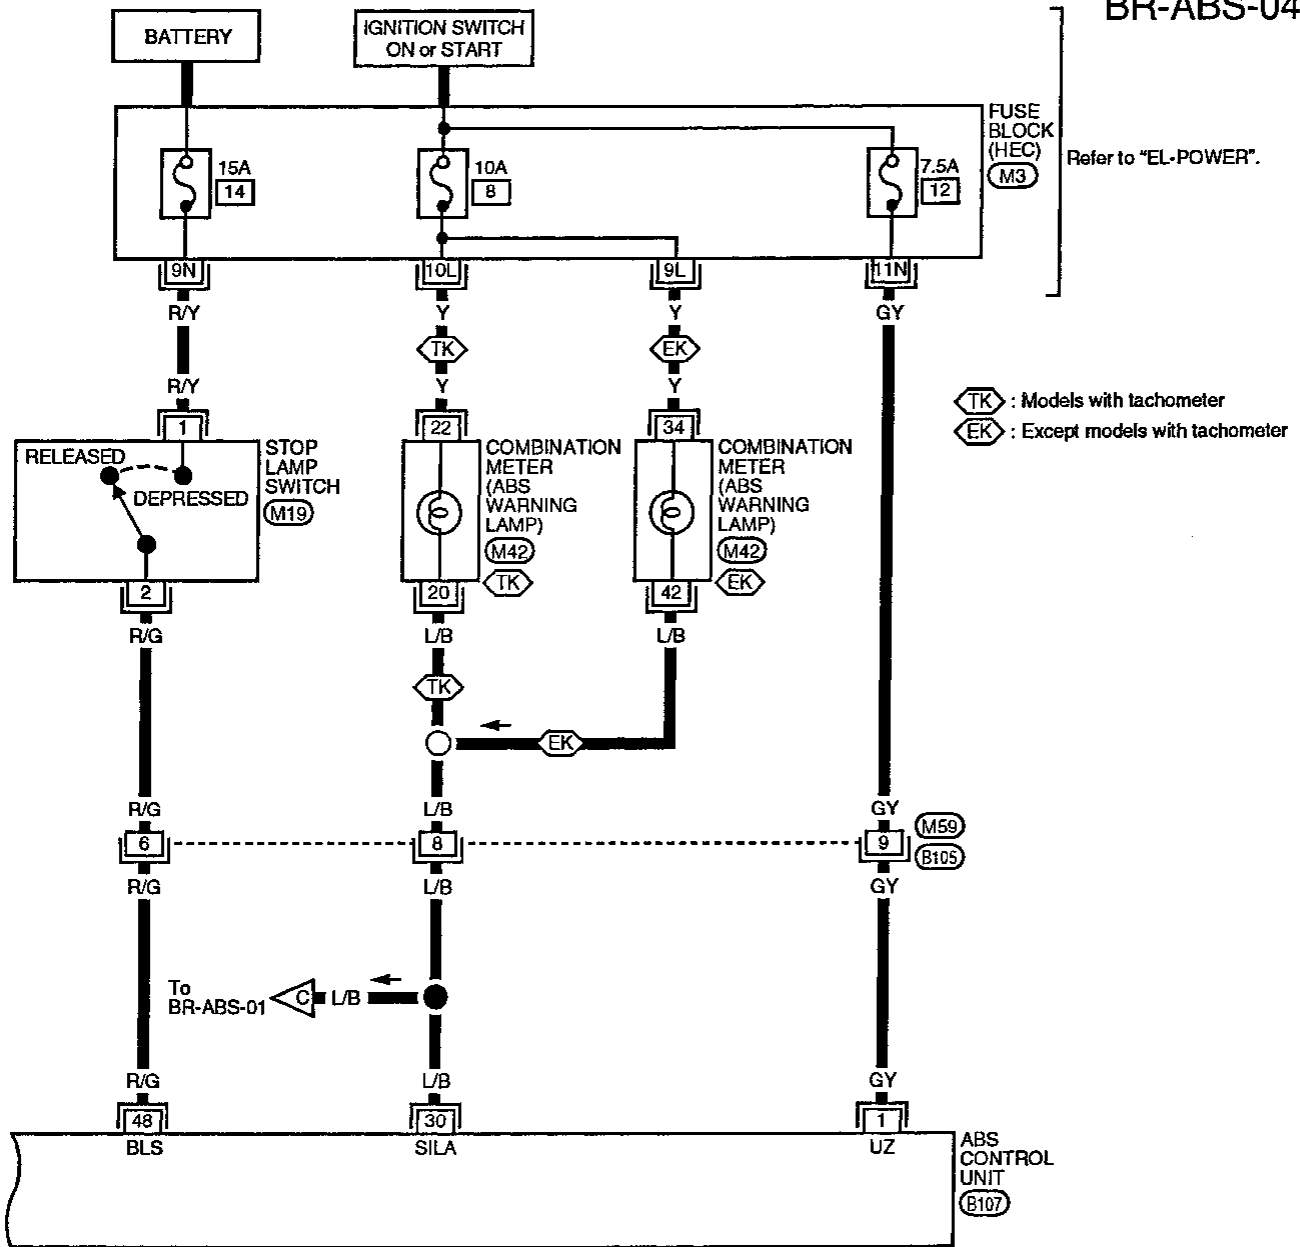 BR-ABS-04
BATTERY
IGNITION SWITCH
ON or START
FUSE
BLOCK
(HEC)
M3
Refer to "EL-POWER".
15A
14
10A
8
7.5A
12
9N
10L
9L
11N
R/Y
Y
Y
GY
TK
EK
R/Y
Y
Y
TK : Models with tachometer
EK : Except models with tachometer
1
22
34
RELEASED
DEPRESSED
STOP
LAMP
SWITCH
M19
COMBINATION
METER
(ABS
WARNING
LAMP)
M42
TK
COMBINATION
METER
(ABS
WARNING
LAMP)
M42
EK
2
20
42
R/G
L/B
L/B
TK
EK
R/G
L/B
GY
6
8
9
M59
B105
R/G
L/B
GY
To
BR-ABS-01
C
L/B
R/G
L/B
GY
48
30
1
BLS
SILA
UZ
ABS
CONTROL
UNIT
B107